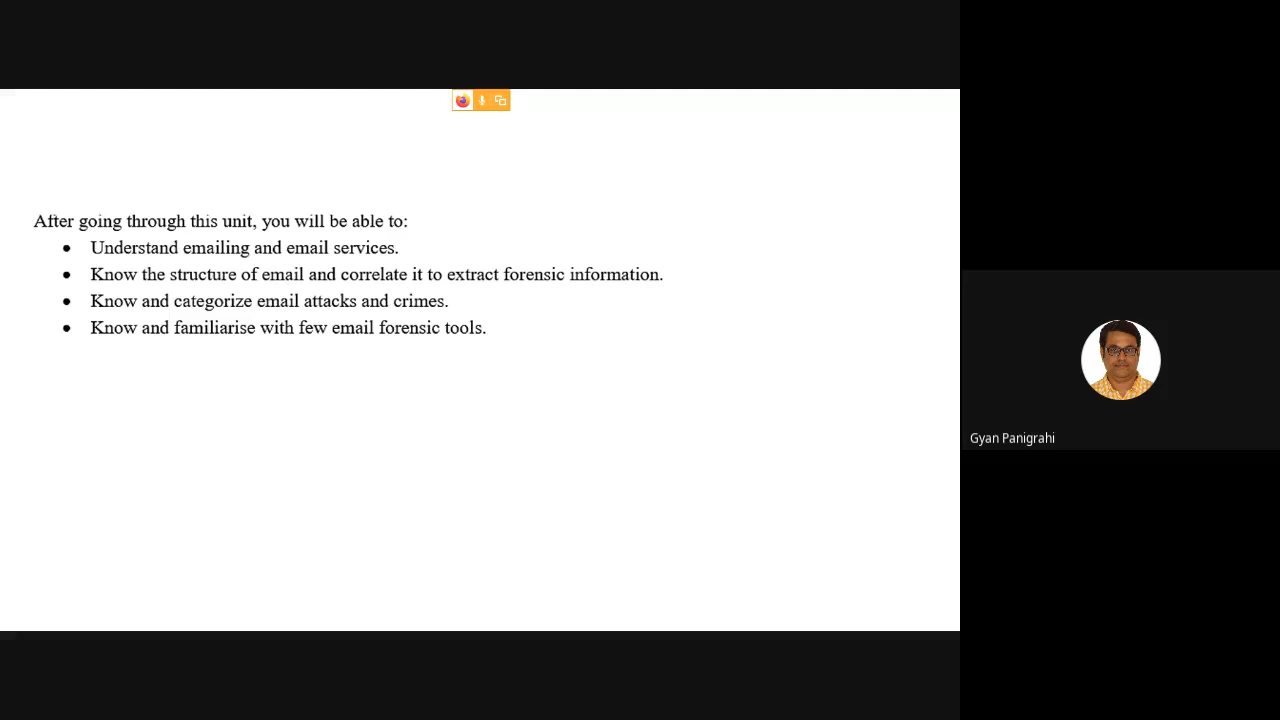 After going through this unit, you will be able to:
• Understand emailing and email services.
• Know the structure of email and correlate it to extract forensic information.
• Know and categorize email attacks and crimes.
• Know and familiarise with few email forensic tools.
Gyan Panigrahi